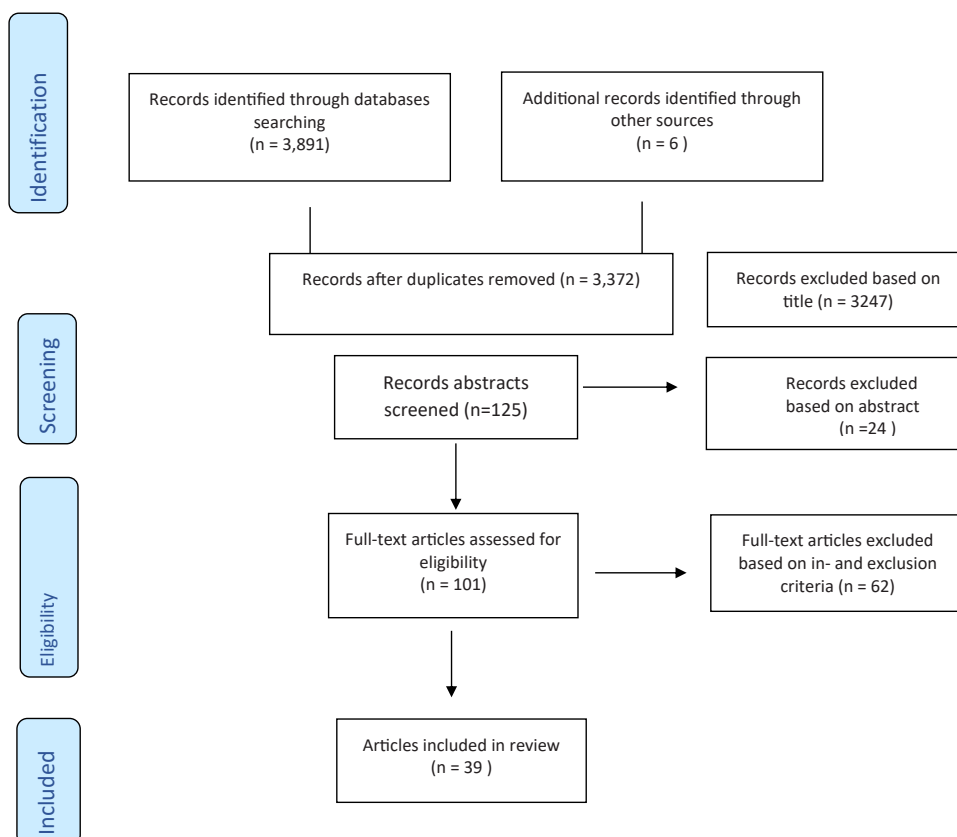 Identification
Records identified through databases
searching
(n = 3,891)
Additional records identified through
other sources
(n = 6 )
Records after duplicates removed (n = 3,372)
Records excluded based on
title (n = 3247)
Screening
Records abstracts
screened (n=125)
Records excluded
based on abstract
(n =24 )
Eligibility
Full-text articles assessed for
eligibility
(n = 101)
Full-text articles excluded
based on in- and exclusion
criteria (n = 62)
Included
Articles included in review
(n = 39 )